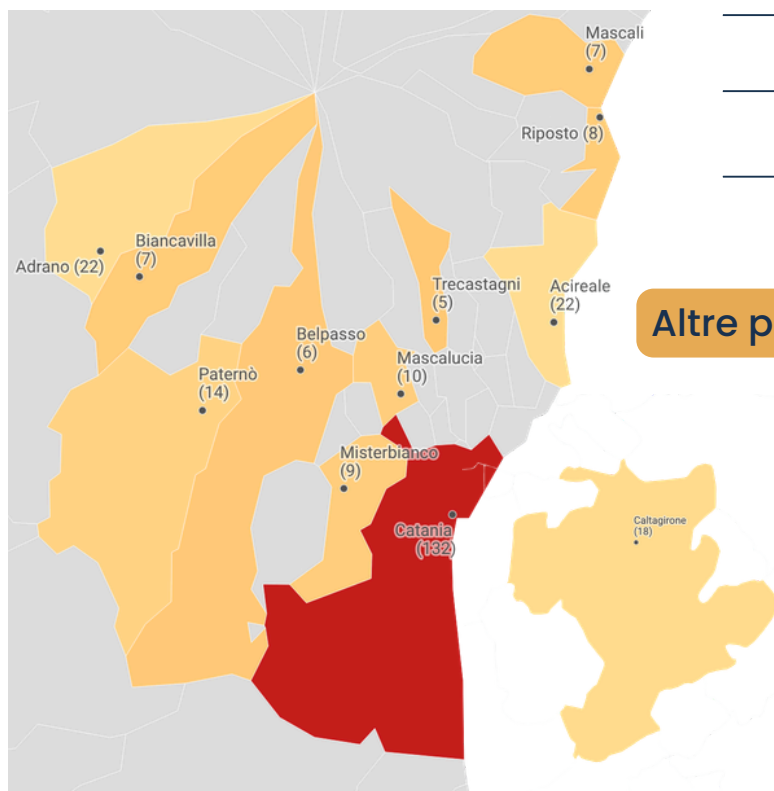 Mascali
(7)
Riposto (8)
Adrano (22)
Biancavilla
(7)
Trecastagni
(5)
Acireale
(22)
Altre p
Belpasso
(6)
Mascalucia
(10)
Paternò
(14)
Misterbianco
(9)
Catania
(132)
Caltagirone
(18)